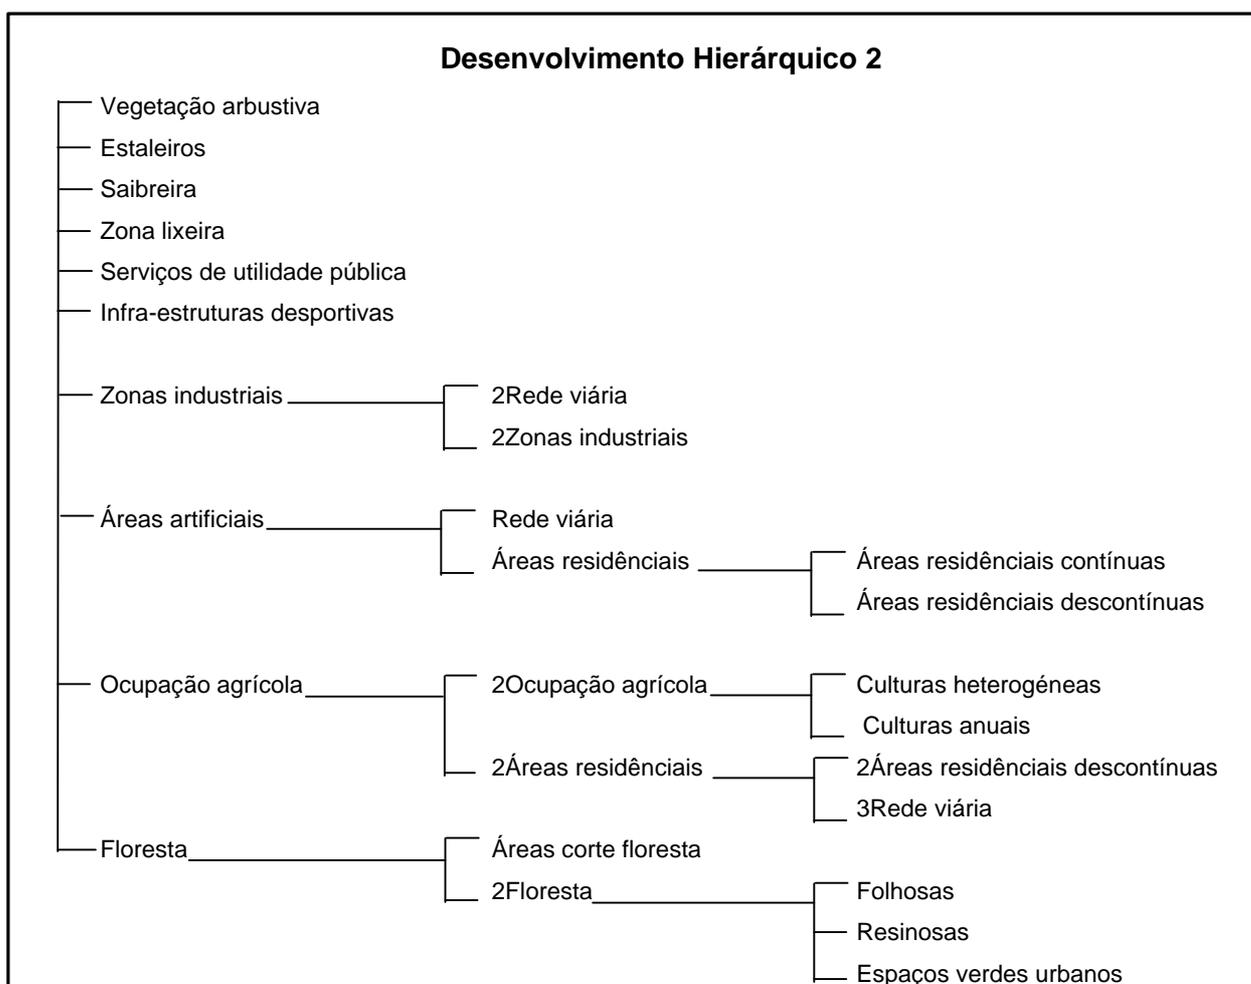 Desenvolvimento Hierárquico 2
Vegetação arbustiva
Estaleiros
Saibreira
Zona lixeira
Serviços de utilidade pública
Infra-estruturas desportivas
Zonas industriais
2Rede viária
2Zonas industriais
Áreas artificiais
Rede viária
Áreas residênciais
Áreas residênciais contínuas
Áreas residênciais descontínuas
Ocupação agrícola
2Ocupação agrícola
Culturas heterogéneas
Culturas anuais
2Áreas residênciais
2Áreas residênciais descontínuas
3Rede viária
Floresta
Áreas corte floresta
2Floresta
Folhosas
Resinosas
Espaços verdes urbanos